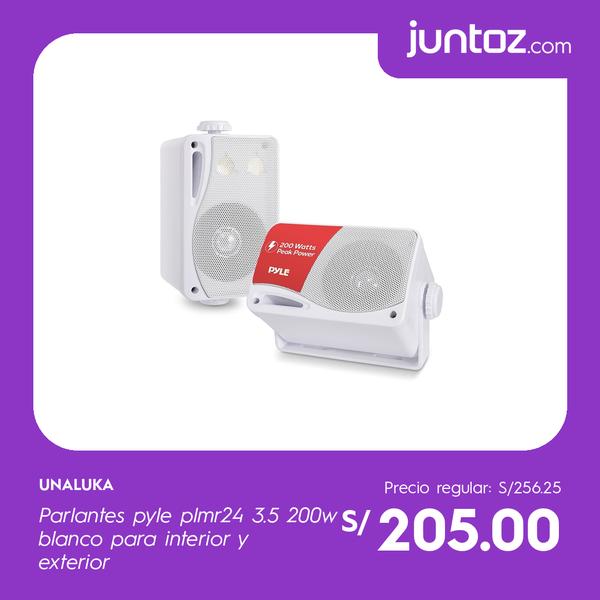 juntoz.com
200 Watts
Peak Power
PYLE
UNALUKA
Precio regular: S/256.25
Parlantes pyle plmr24 3.5 200w
blanco para interior y
exterior
S/ 205.00